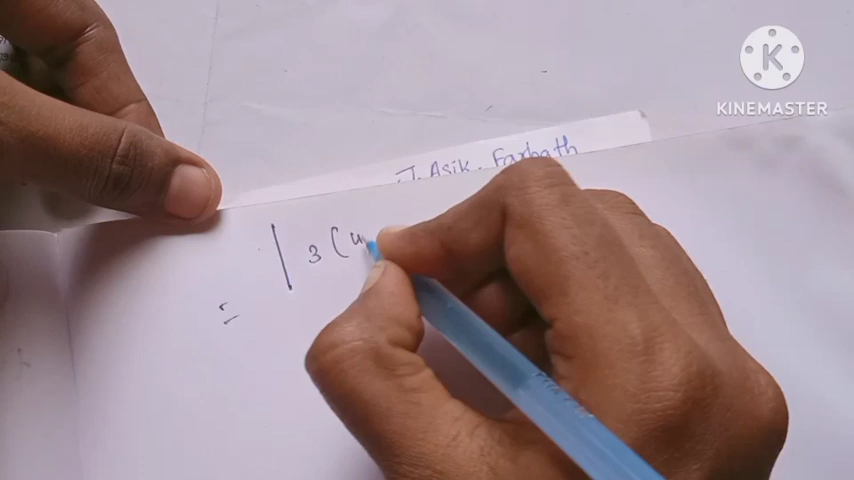 KINEMASTER
J. Asik. Farhath
| 3 (
=